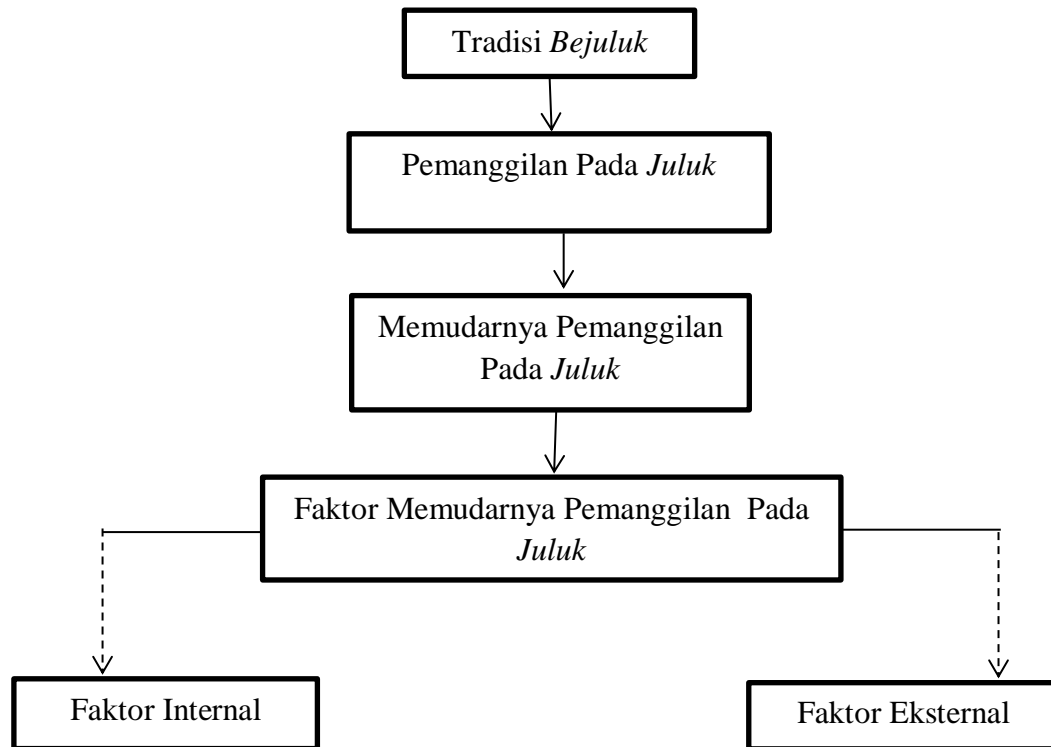 Tradisi Bejuluk
Pemanggilan Pada Juluk
Memudarnya Pemanggilan
Pada Juluk
Faktor Memudarnya Pemanggilan  Pada
Juluk
Faktor Internal
Faktor Eksternal